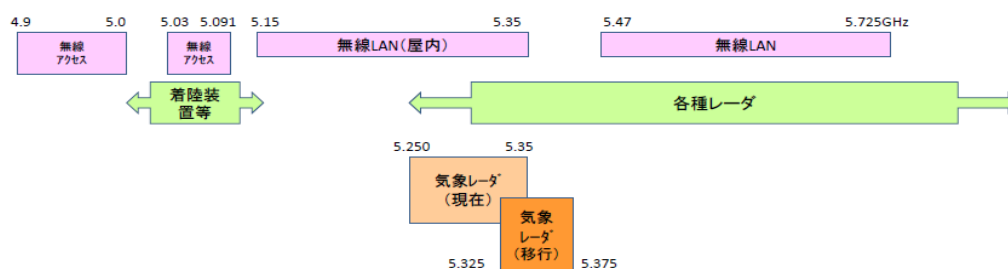 4.9 5.0 5.03 5.091 5.15 5.35 5.47 5.725GHz
無線
アクセス
無線
アクセス
無線LAN(屋内)
無線LAN
着陸装
置等
各種レーダ
5.250 5.35
気象レーダ
(現在)
気象
レーダ
(移行)
5.325 5.375